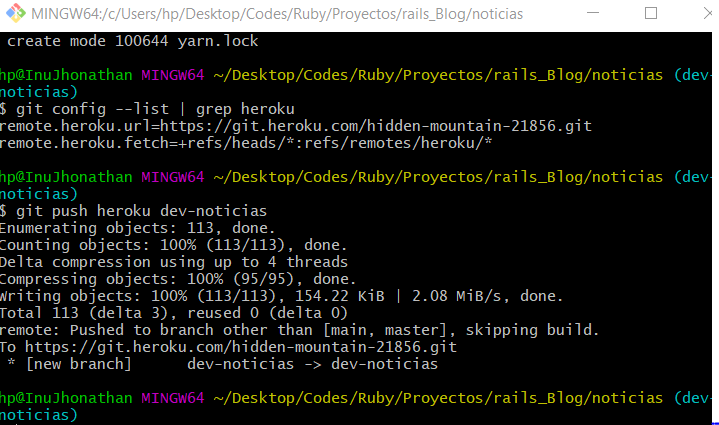 MINGW64:/c/Users/hp/Desktop/Codes/Ruby/Proyectos/rails_Blog/noticias
create mode 100644 yarn.lock
hp@InuJhonathan MINGW64 ~/Desktop/Codes/Ruby/Proyectos/rails_Blog/noticias (dev-
noticias)
$ git config --list | grep heroku
remote.heroku.url=https://git.heroku.com/hidden-mountain-21856.git
remote.heroku.fetch=+refs/heads/*:refs/remotes/heroku/*
hp@InuJhonathan MINGW64 ~/Desktop/Codes/Ruby/Proyectos/rails_Blog/noticias (dev-
noticias)
$ git push heroku dev-noticias
Enumerating objects: 113, done.
Counting objects: 100% (113/113), done.
Delta compression using up to 4 threads
Compressing objects: 100% (95/95), done.
Writing objects: 100% (113/113), 154.22 KiB | 2.08 MiB/s, done.
Total 113 (delta 3), reused 0 (delta 0)
remote: Pushed to branch other than [main, master], skipping build.
To https://git.heroku.com/hidden-mountain-21856.git
* [new branch]      dev-noticias -> dev-noticias
hp@InuJhonathan MINGW64 ~/Desktop/Codes/Ruby/Proyectos/rails_Blog/noticias (dev-
noticias)